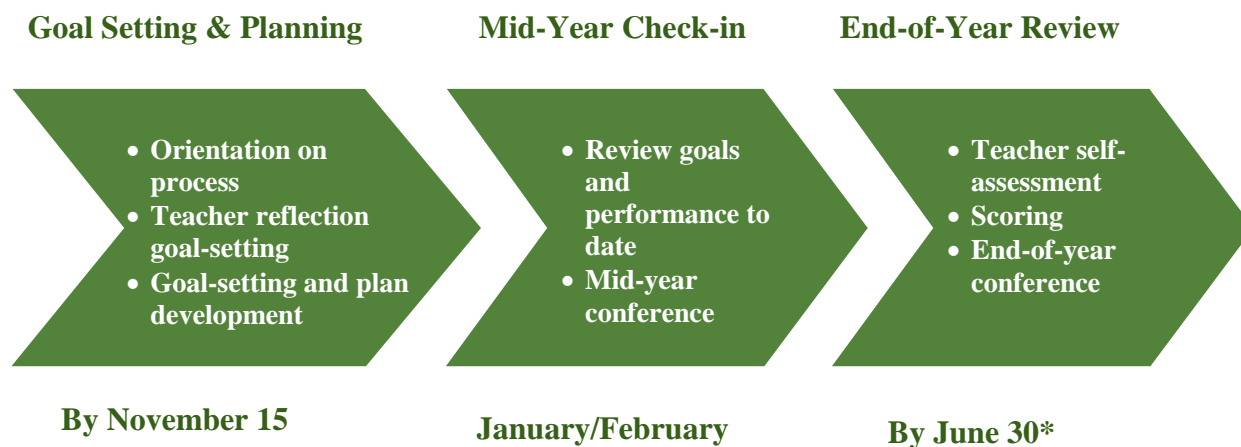 Goal Setting & Planning
Mid-Year Check-in
End-of-Year Review
• Orientation on
process
• Teacher reflection
goal-setting
• Goal-setting and plan
development
• Review goals
and
performance to
date
• Mid-year
conference
• Teacher self-
assessment
• Scoring
• End-of-year
conference
By November 15
January/February
By June 30*